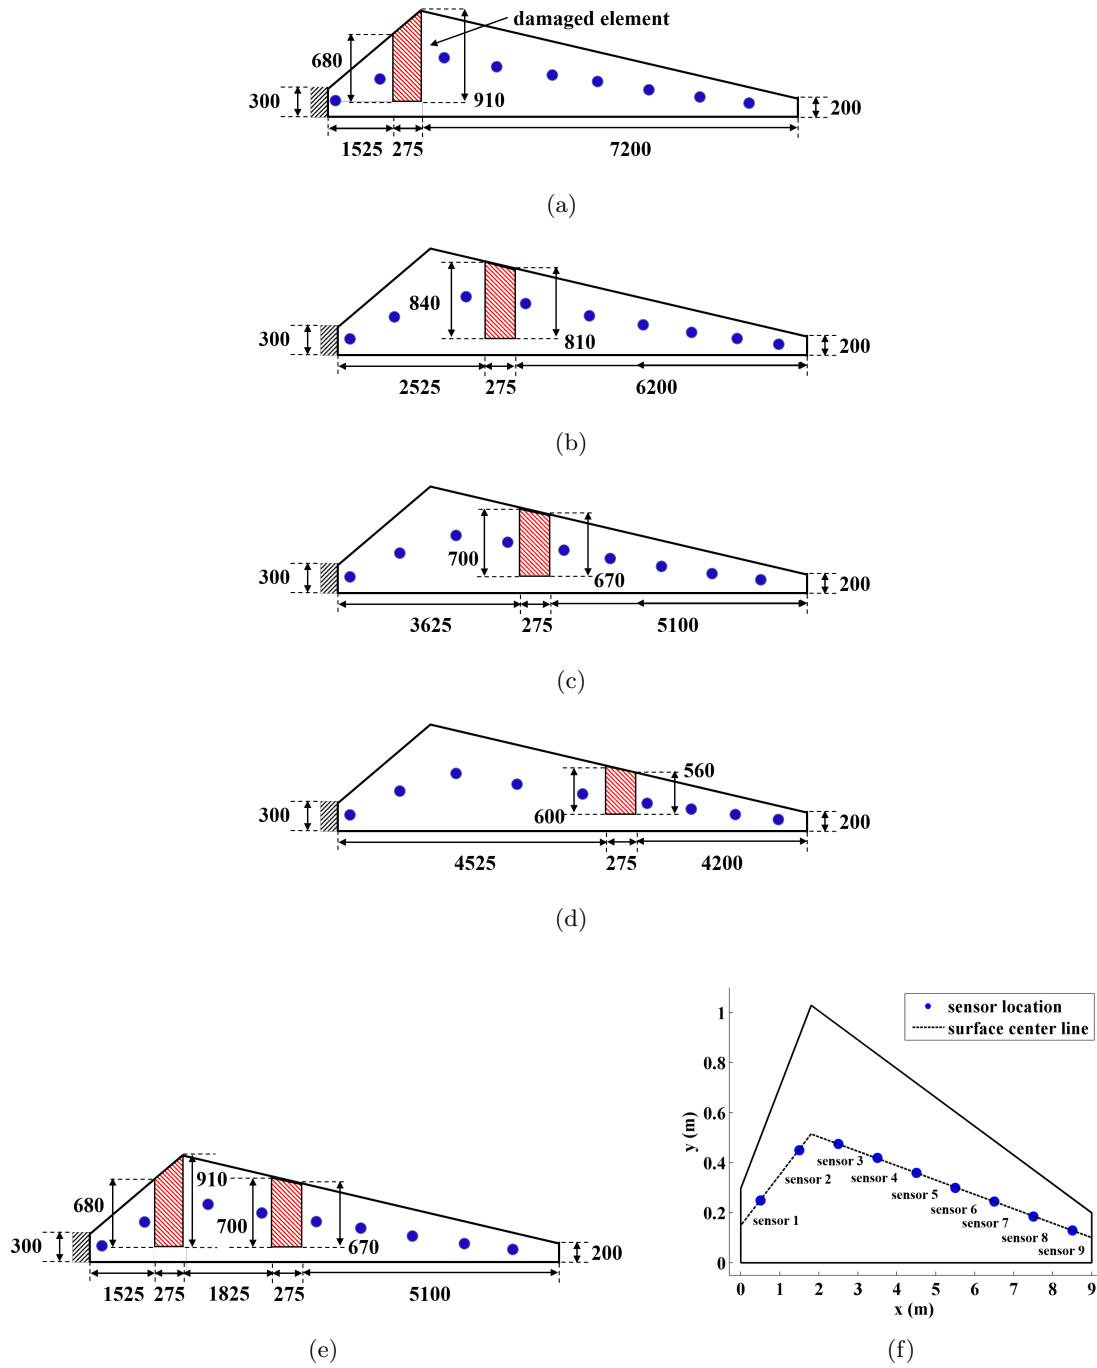 damaged element
680
300
910
200
1525 275 7200
(a)
840
300
810
200
2525 275 6200
(b)
700
300
670
200
3625 275 5100
(c)
560
300
600
200
4525 275 4200
(d)
910
680
700
300
670
200
1525 275 1825 275 5100
(e)
sensor location
surface center line
1
0.8
0.6
0.4
0.2
0
y (m)
sensor 1
sensor 2
sensor 3
sensor 4
sensor 5
sensor 6
sensor 7
sensor 8
sensor 9
0 1 2 3 4 5 6 7 8 9
x (m)
(f)